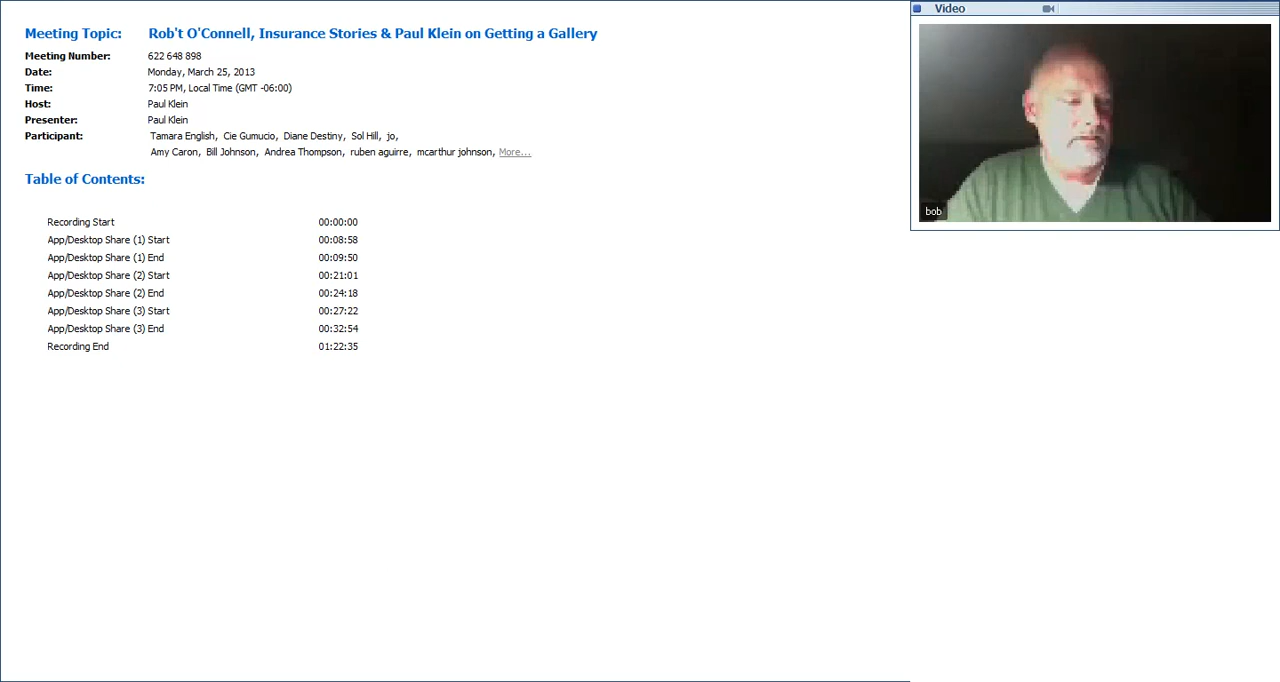 Meeting Topic: Rob't O'Connell, Insurance Stories & Paul Klein on Getting a Gallery
Meeting Number: 622 648 898
Date: Monday, March 25, 2013
Time: 7:05 PM, Local Time (GMT -06:00)
Host: Paul Klein
Presenter: Paul Klein
Participant: Tamara English, Cie Gumucio, Diane Destiny, Sol Hill, jo,
Amy Caron, Bill Johnson, Andrea Thompson, ruben aguirre, mcarthur johnson, More...
Table of Contents:
Recording Start 00:00:00
App/Desktop Share (1) Start 00:08:58
App/Desktop Share (1) End 00:09:50
App/Desktop Share (2) Start 00:21:01
App/Desktop Share (2) End 00:24:18
App/Desktop Share (3) Start 00:27:22
App/Desktop Share (3) End 00:32:54
Recording End 01:22:35
Video
bob